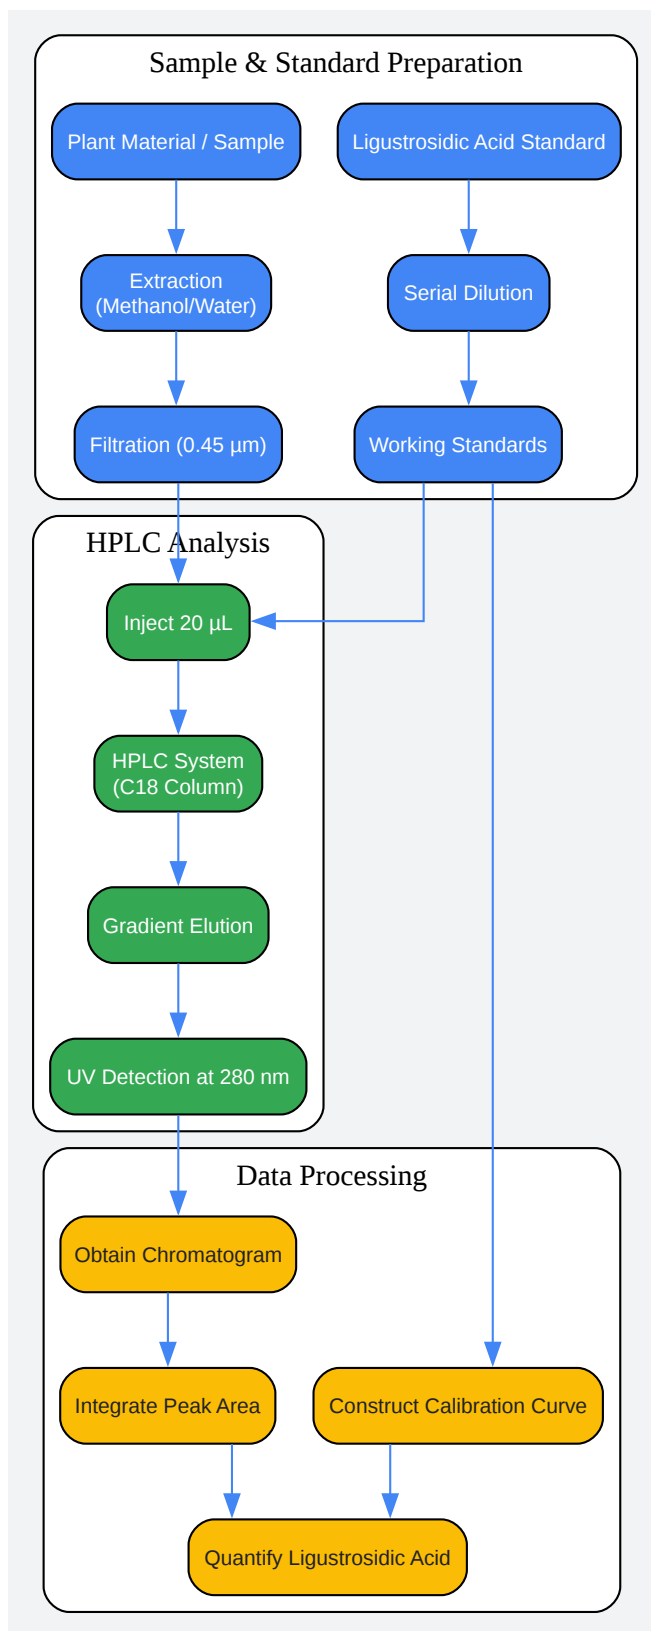 Sample & Standard Preparation
Plant Material / Sample
Ligustrosidic Acid Standard
Extraction
(Methanol/Water)
Serial Dilution
Filtration (0.45 µm)
Working Standards
HPLC Analysis
Inject 20 µL
HPLC System
(C18 Column)
Gradient Elution
UV Detection at 280 nm
Data Processing
Obtain Chromatogram
Integrate Peak Area
Construct Calibration Curve
Quantify Ligustrosidic Acid